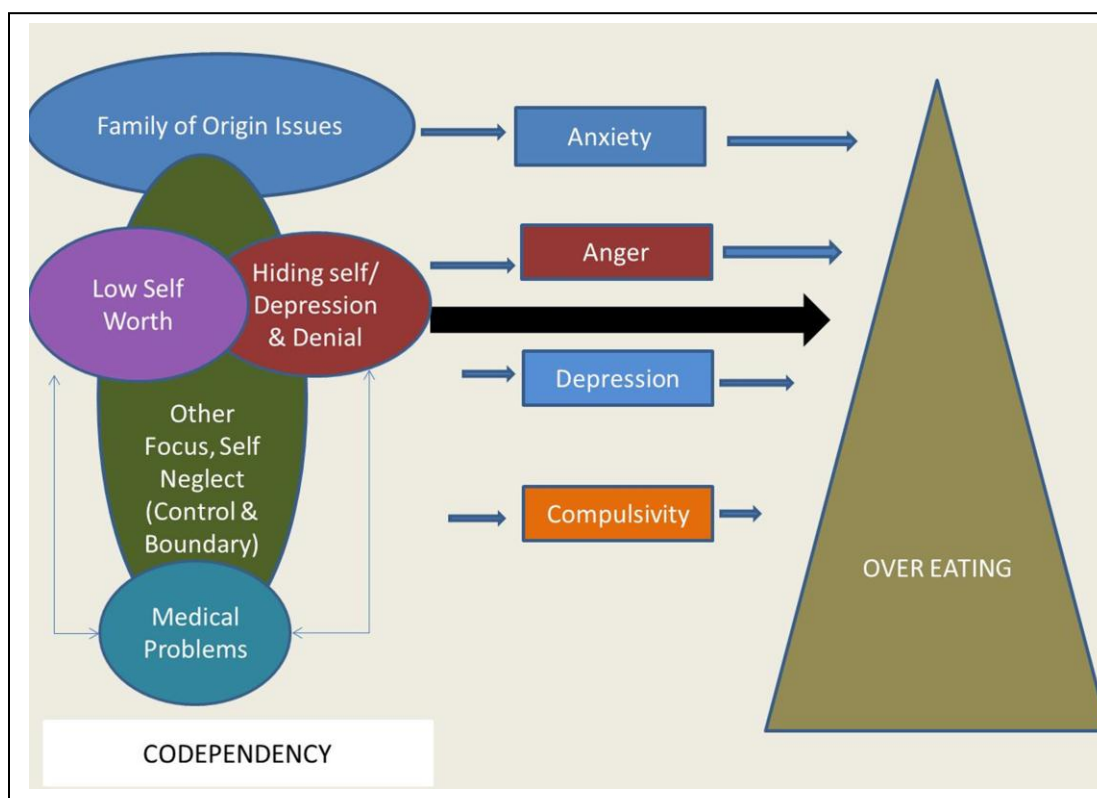 Family of Origin Issues
Anxiety
Low Self
Worth
Hiding self/
Depression
& Denial
Anger
Depression
Other
Focus, Self
Neglect
(Control &
Boundary)
Compulsivity
OVER EATING
Medical
Problems
CODEPENDENCY